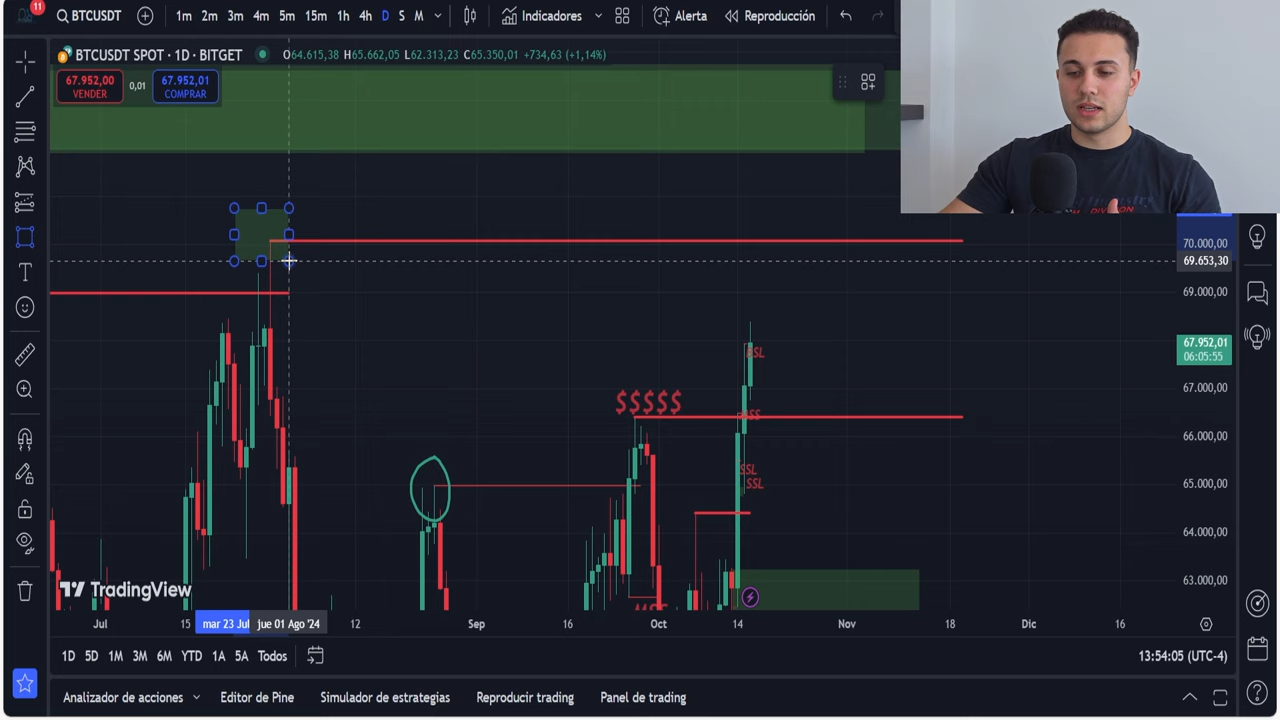 11
BTCUSDT
1m 2m 3m 4m 5m 15m 1h 4h D S M
Indicadores
Alerta
Reproducción
BTCUSDT SPOT · 1D · BITGET O64.615,38 H65.662,05 L62.313,23 C65.350,01 +734,63 (+1,14%)
67.952,00
VENDER
0,01
67.952,01
COMPRAR
70.000,00
69.653,30
69.000,00
67.952,01
06:05:55
67.000,00
66.000,00
65.000,00
64.000,00
63.000,00
BSL
$$$$$
SSL
SSL
MSS
TradingView
Jul 15 mar 23 Jul jue 01 Ago '24 12 Sep 16 Oct 14 Nov 18 Dic 16
1D 5D 1M 3M 6M YTD 1A 5A Todos
13:54:05 (UTC-4)
Analizador de acciones Editor de Pine Simulador de estrategias Reproducir trading Panel de trading